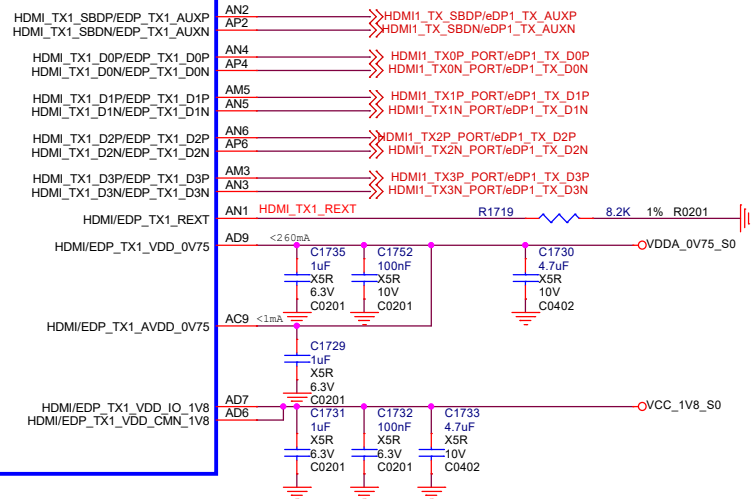 HDMI_TX1_SBDP/EDP_TX1_AUXP AN2 HDMI1_TX_SBDP/eDP1_TX_AUXP
HDMI_TX1_SBDN/EDP_TX1_AUXN AP2 HDMI1_TX_SBDN/eDP1_TX_AUXN
HDMI_TX1_D0P/EDP_TX1_D0P AN4 HDMI1_TX0P_PORT/eDP1_TX_D0P
HDMI_TX1_D0N/EDP_TX1_D0N AP4 HDMI1_TX0N_PORT/eDP1_TX_D0N
HDMI_TX1_D1P/EDP_TX1_D1P AM5 HDMI1_TX1P_PORT/eDP1_TX_D1P
HDMI_TX1_D1N/EDP_TX1_D1N AN5 HDMI1_TX1N_PORT/eDP1_TX_D1N
HDMI_TX1_D2P/EDP_TX1_D2P AN6 HDMI1_TX2P_PORT/eDP1_TX_D2P
HDMI_TX1_D2N/EDP_TX1_D2N AP6 HDMI1_TX2N_PORT/eDP1_TX_D2N
HDMI_TX1_D3P/EDP_TX1_D3P AM3 HDMI1_TX3P_PORT/eDP1_TX_D3P
HDMI_TX1_D3N/EDP_TX1_D3N AN3 HDMI1_TX3N_PORT/eDP1_TX_D3N
HDMI/EDP_TX1_REXT AN1 HDMI_TX1_REXT R1719 8.2K 1% R0201
HDMI/EDP_TX1_VDD_0V75 AD9 <260mA VDDA_0V75_S0
C1735 C1752 C1730
1uF 100nF 4.7uF
X5R X5R X5R
6.3V 10V 10V
C0201 C0201 C0402
HDMI/EDP_TX1_AVDD_0V75 AC9 <1mA
C1729
1uF
X5R
6.3V
C0201
HDMI/EDP_TX1_VDD_IO_1V8 AD7 VCC_1V8_S0
HDMI/EDP_TX1_VDD_CMN_1V8 AD6
C1731 C1732 C1733
1uF 100nF 4.7uF
X5R X5R X5R
6.3V 6.3V 10V
C0201 C0201 C0402